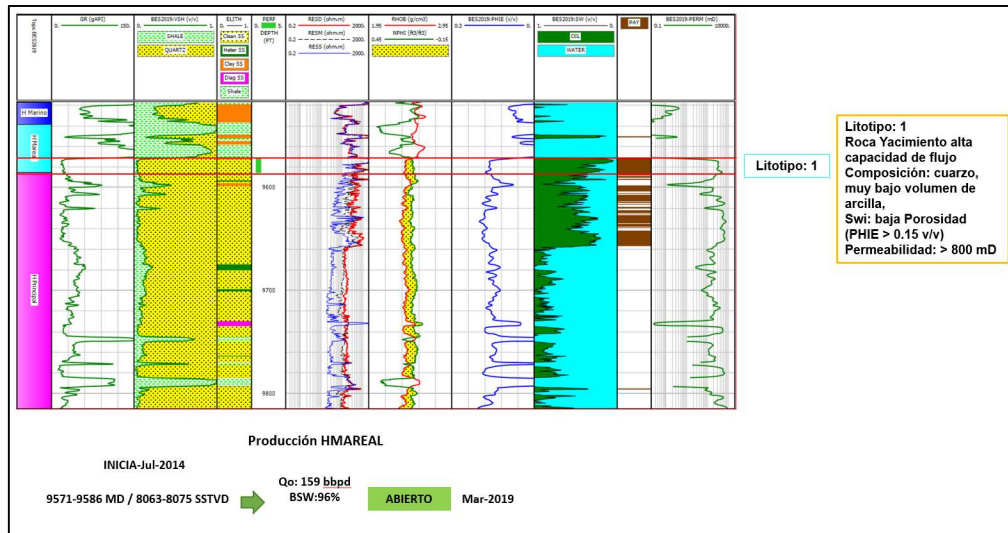 Tops BES2019
GR (gAPI)
0. 150.
BES2019:VSH (v/v)
0. 1.
SHALE
QUARTZ
ELITH
0. 1.
Clean SS
Heter SS
Clay SS
Diag SS
Shale
PERF
0. 5.
DEPTH
(FT)
RESD (ohm.m)
0.2 2000.
RESM (ohm.m)
0.2 2000.
RESS (ohm.m)
0.2 2000.
RHOB (g/cm3)
1.95 2.95
NPHI (ft3/ft3)
0.45 -0.15
BES2019:PHIE (v/v)
0.3 0.
BES2019:SW (v/v)
1. 0.
OIL
WATER
PAY
BES2019:PERM (mD)
0. 10000.
H Marino
H Mareal
H Principal
9600
9700
9800
Litotipo: 1
Litotipo: 1
Roca Yacimiento alta
capacidad de flujo
Composición: cuarzo,
muy bajo volumen de
arcilla,
Swi: baja Porosidad
(PHIE > 0.15 v/v)
Permeabilidad: > 800 mD
Producción HMAREAL
INICIA-Jul-2014
9571-9586 MD / 8063-8075 SSTVD
Qo: 159 bbpd
BSW:96%
ABIERTO
Mar-2019